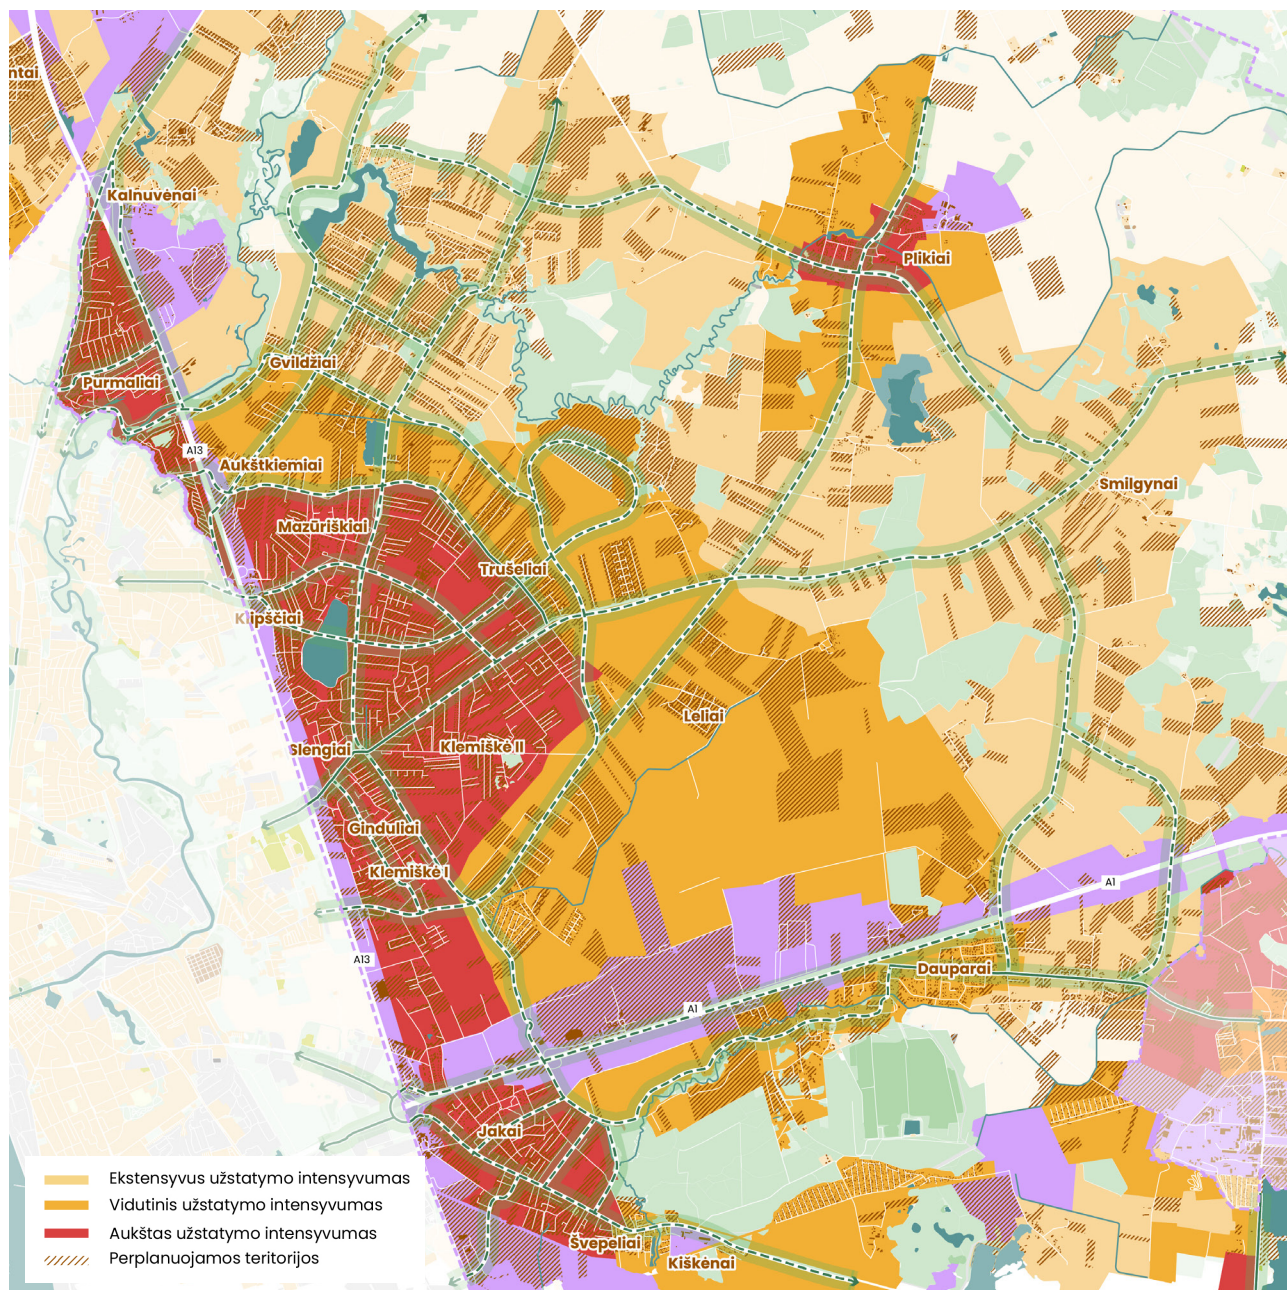 ntai
Kalnuvėnai
Plikiai
Gvildžiai
Purmaliai
A13
Aukštkiemiai
Smilgynai
Mazūriškiai
Trušeliai
Klipščiai
Leliai
Slengiai
Klemiškė II
Ginduliai
Klemiškė I
A1
A13
Dauparai
A1
Jakai
Švepeliai
Kiškėnai
Ekstensyvus užstatymo intensyvumas
Vidutinis užstatymo intensyvumas
Aukštas užstatymo intensyvumas
Perplanuojamos teritorijos